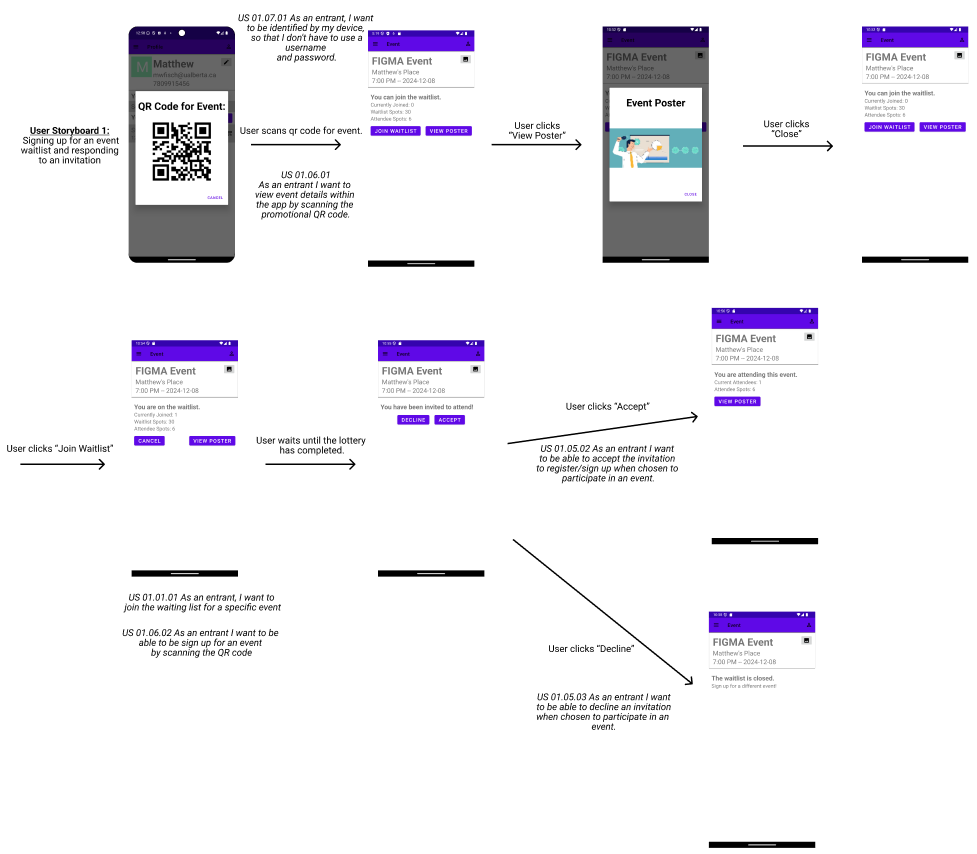 User Storyboard 1:
Signing up for an event
waitlist and responding
to an invitation
Matthew
mwfisch@ualberta.ca
7809915456
QR Code for Event:
CANCEL
US 01.07.01 As an entrant, I want
to be identified by my device,
so that I don't have to use a
username
and password.
User scans qr code for event.
US 01.06.01
As an entrant I want to
view event details within
the app by scanning the
promotional QR code.
Event
FIGMA Event
Matthew's Place
7:00 PM – 2024-12-08
You can join the waitlist.
Currently Joined: 0
Waitlist Spots: 30
Attendee Spots: 6
JOIN WAITLIST VIEW POSTER
User clicks
“View Poster”
10:52
FIGMA Event
Matthew's Place
7:00 PM – 2024-12-08
Event Poster
CLOSE
User clicks
“Close”
Event
FIGMA Event
Matthew's Place
7:00 PM – 2024-12-08
You can join the waitlist.
Currently Joined: 0
Waitlist Spots: 30
Attendee Spots: 6
JOIN WAITLIST VIEW POSTER
User clicks “Join Waitlist”
10:54
Event
FIGMA Event
Matthew's Place
7:00 PM – 2024-12-08
You are on the waitlist.
Currently Joined: 1
Waitlist Spots: 30
Attendee Spots: 6
CANCEL VIEW POSTER
US 01.01.01 As an entrant, I want to
join the waiting list for a specific event
US 01.06.02 As an entrant I want to be
able to be sign up for an event
by scanning the QR code
User waits until the lottery
has completed.
Event
FIGMA Event
Matthew's Place
7:00 PM – 2024-12-08
You have been invited to attend!
DECLINE ACCEPT
User clicks “Accept”
US 01.05.02 As an entrant I want
to be able to accept the invitation
to register/sign up when chosen to
participate in an event.
Event
FIGMA Event
Matthew's Place
7:00 PM – 2024-12-08
You are attending this event.
Current Attendees: 1
Attendee Spots: 6
VIEW POSTER
User clicks “Decline”
US 01.05.03 As an entrant I want
to be able to decline an invitation
when chosen to participate in an
event.
Event
FIGMA Event
Matthew's Place
7:00 PM – 2024-12-08
The waitlist is closed.
Sign up for a different event!